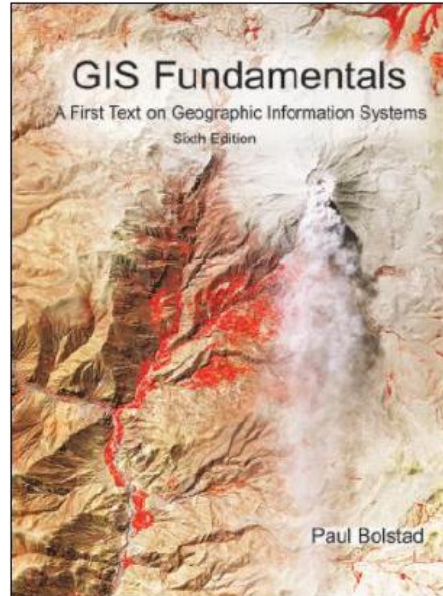 GIS Fundamentals
A First Text on Geographic Information Systems
Sixth Edition
Paul Bolstad